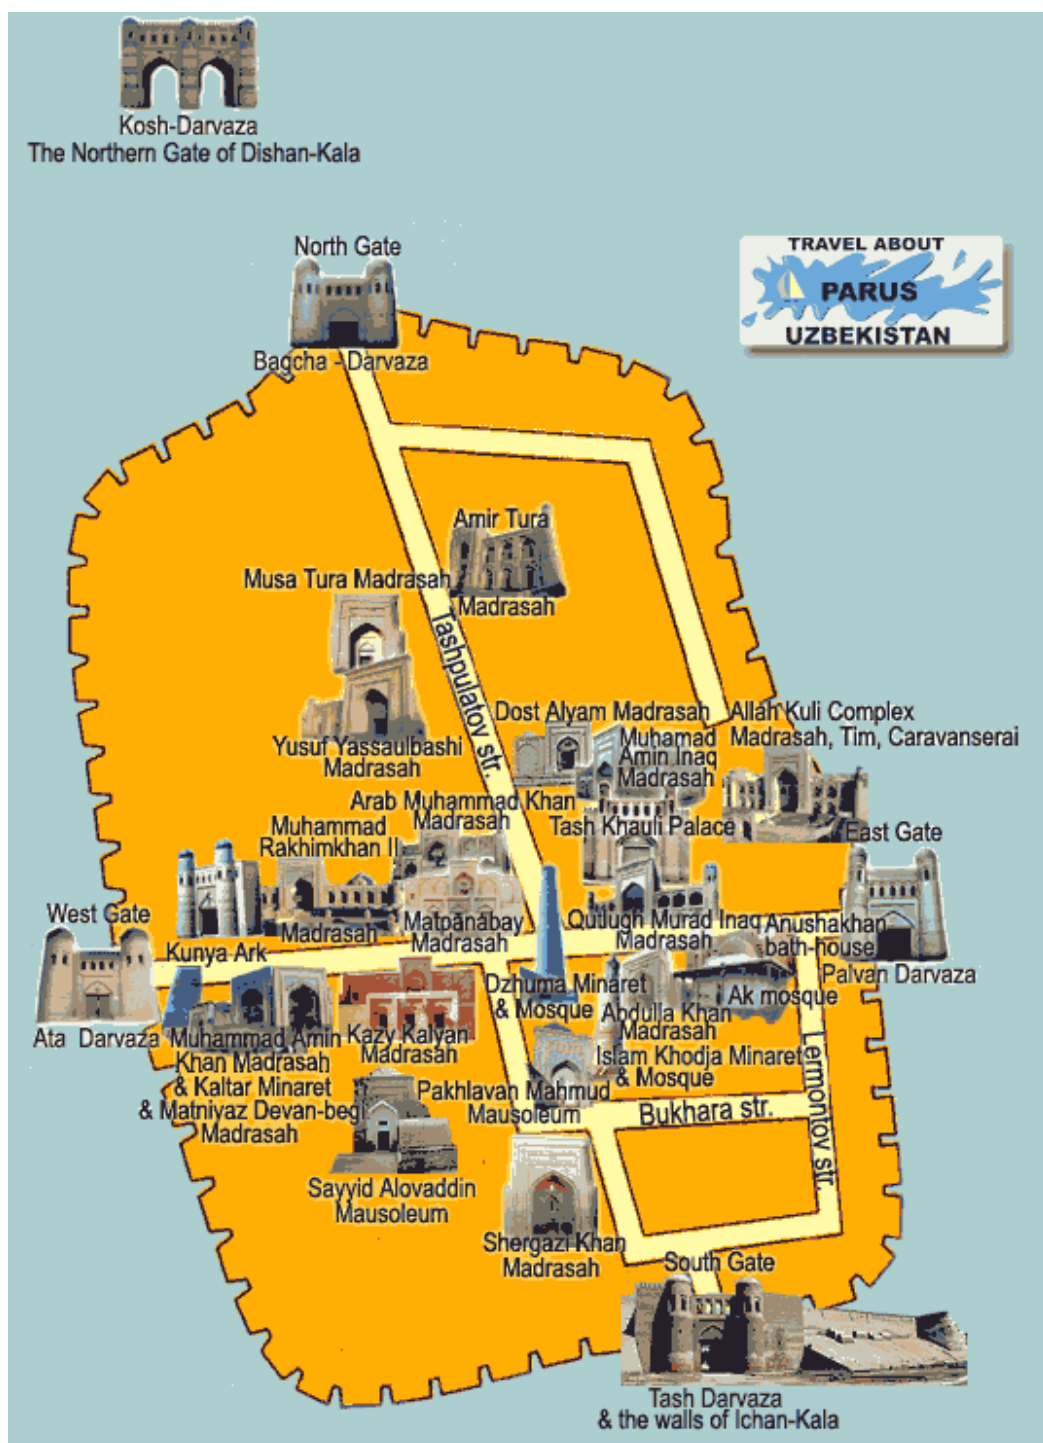 Kosh-Darvaza
The Northern Gate of Dishan-Kala
North Gate
TRAVEL ABOUT
PARUS
UZBEKISTAN
Bagcha - Darvaza
Amir Tura
Madrasah
Musa Tura Madrasah
Tashpulatov str.
Yusuf Yassaulbashi
Madrasah
Dost Alyam Madrasah
Muhamad
Amin Inaq
Madrasah
Allah Kuli Complex
Madrasah, Tim, Caravanserai
Arab Muhammad Khan
Madrasah
Tash Khauli Palace
Muhammad
Rakhimkhan II
Madrasah
East Gate
West Gate
Kunya Ark
Matpanabay
Madrasah
Qutlugh Murad Inaq
Madrasah
Anushakhan
bath-house
Palvan Darvaza
Ata Darvaza
Muhammad Amin
Khan Madrasah
& Kaltar Minaret
& Matniyaz Devan-begi
Madrasah
Kazy Kalyan
Madrasah
Dzhuma Minaret
& Mosque
Abdulla Khan
Madrasah
Ak mosque
Islam Khodja Minaret
& Mosque
Pakhlavan Mahmud
Mausoleum
Bukhara str.
Lermontov str.
Sayyid Alovaddin
Mausoleum
Shergazi Khan
Madrasah
South Gate
Tash Darvaza
& the walls of Ichan-Kala